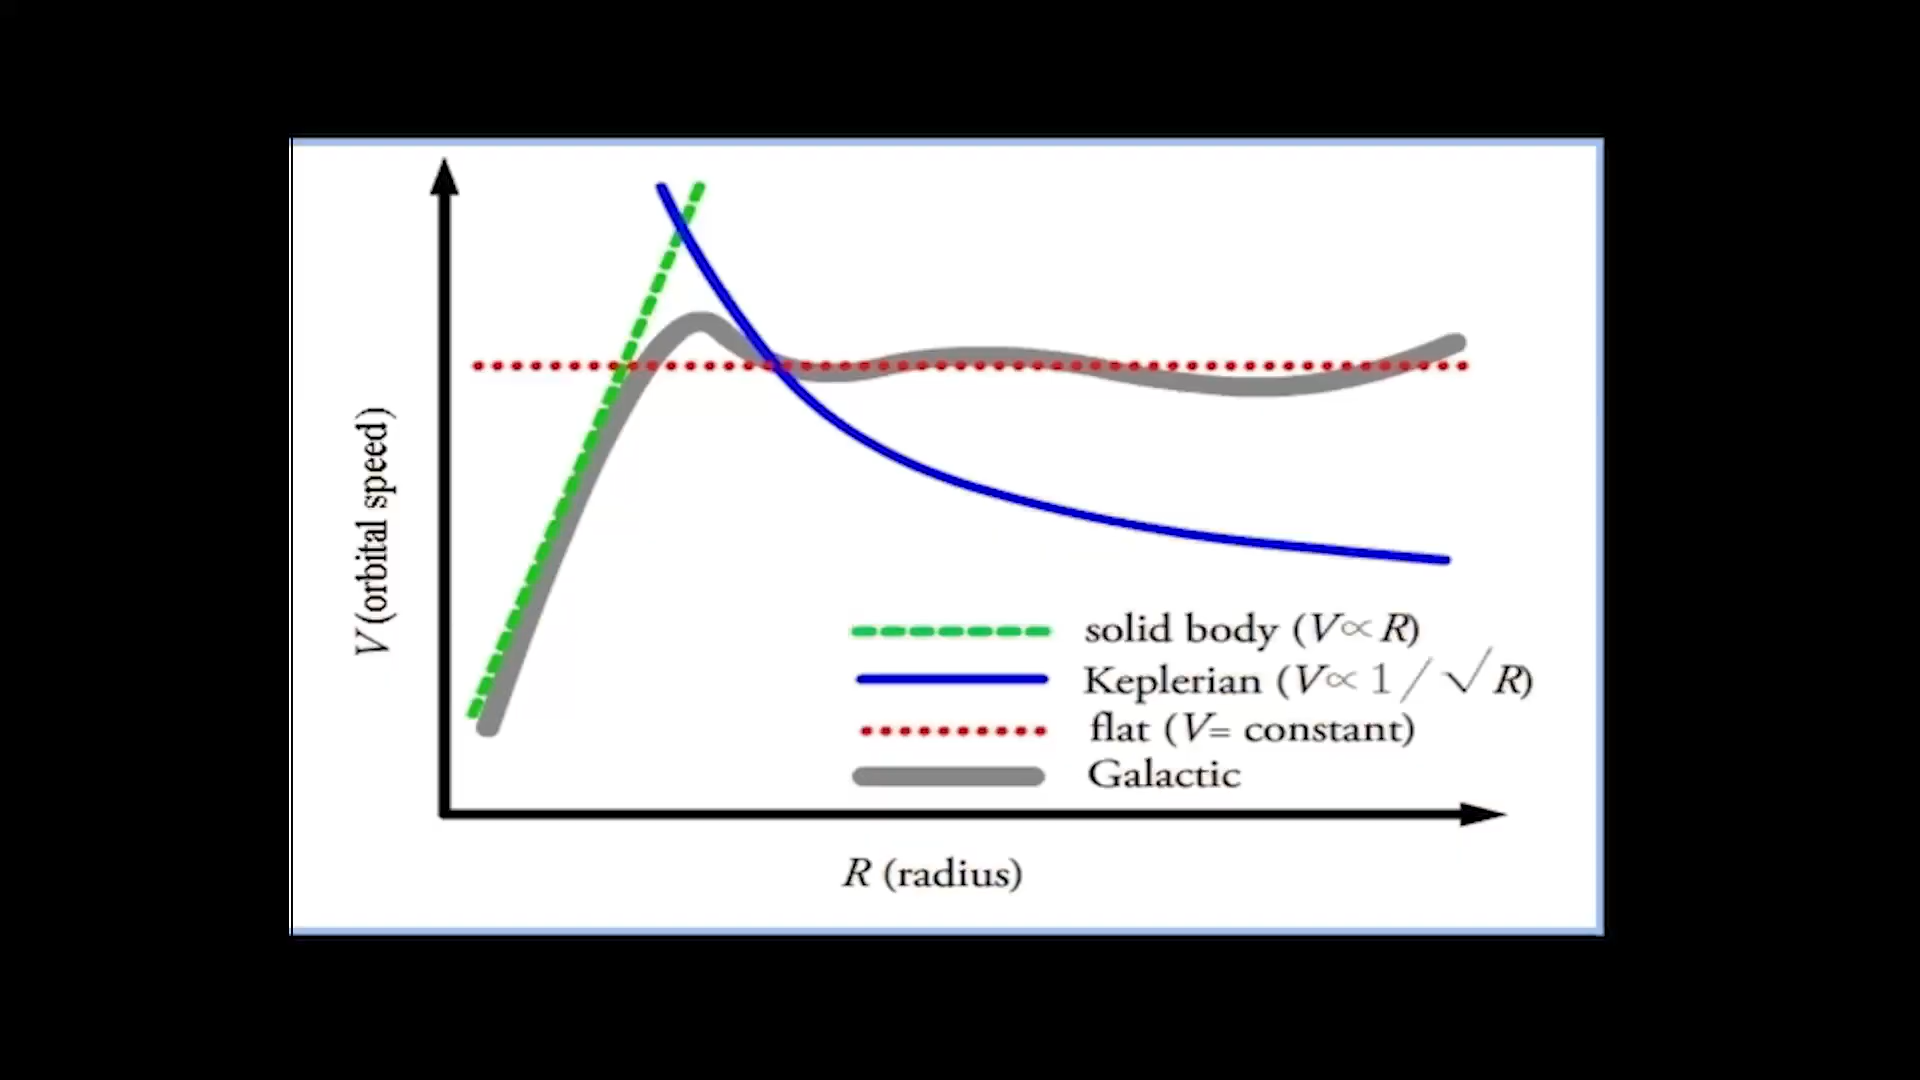 V (orbital speed)
solid body (V∝ R)
Keplerian (V∝ 1 / √R)
flat (V= constant)
Galactic
R (radius)